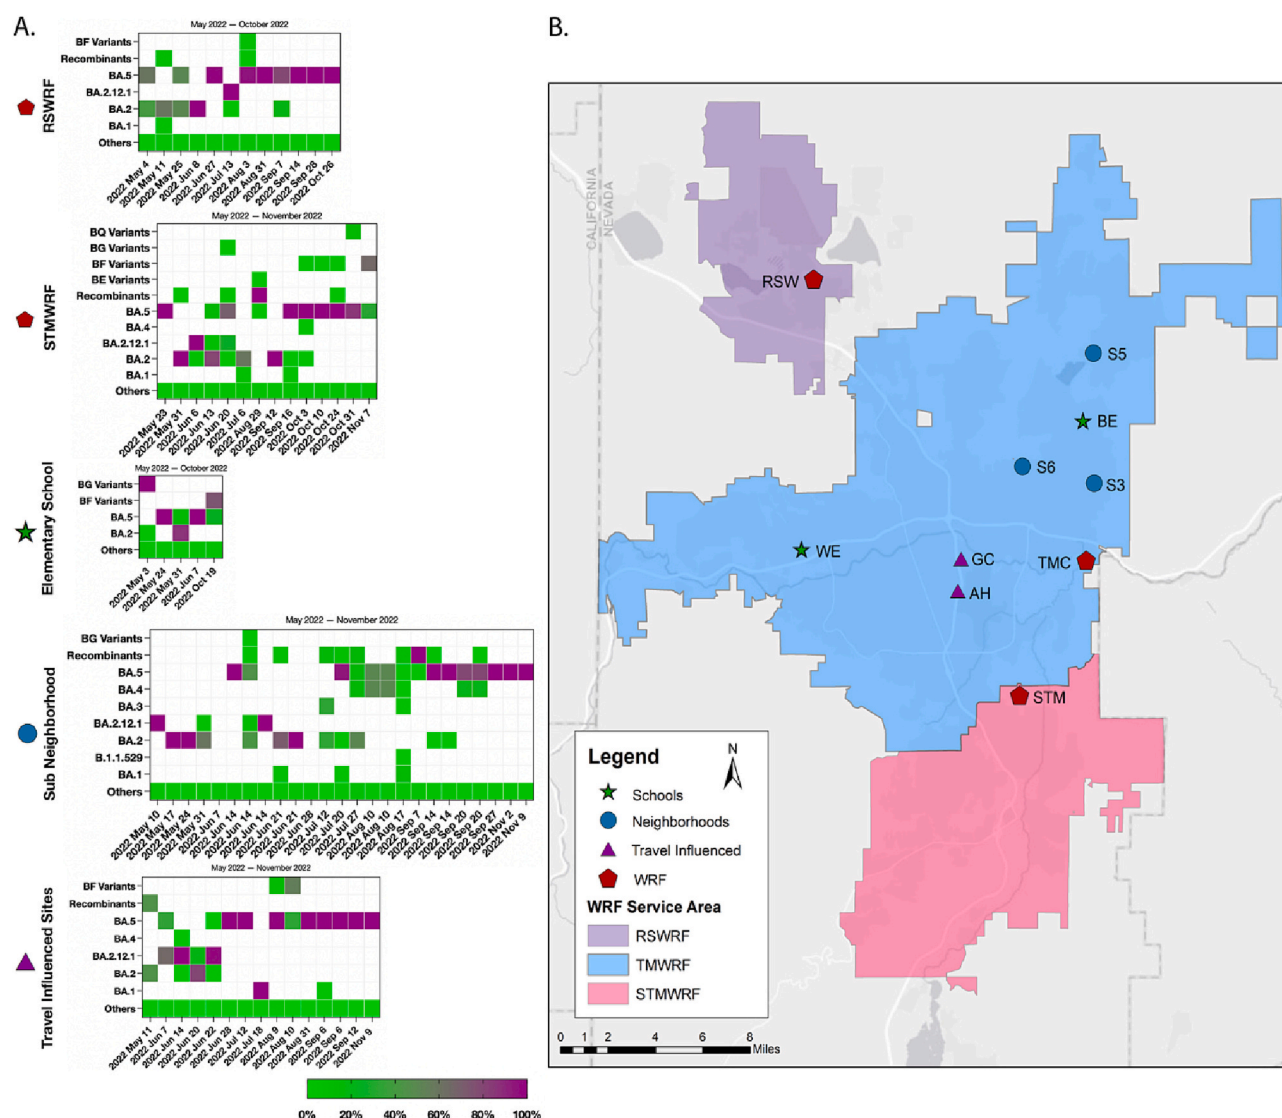 A.
May 2022 — October 2022
RSWRF
BF Variants
Recombinants
BA.5
BA.2.12.1
BA.2
BA.1
Others
2022 May 4
2022 May 11
2022 May 25
2022 Jun 8
2022 Jun 27
2022 Jul 13
2022 Aug 3
2022 Aug 31
2022 Sep 7
2022 Sep 14
2022 Sep 28
2022 Oct 26
May 2022 — November 2022
STMWRF
BQ Variants
BG Variants
BF Variants
BE Variants
Recombinants
BA.5
BA.4
BA.2.12.1
BA.2
BA.1
Others
2022 May 23
2022 May 31
2022 Jun 6
2022 Jun 13
2022 Jun 20
2022 Jul 6
2022 Aug 29
2022 Sep 12
2022 Sep 16
2022 Oct 3
2022 Oct 10
2022 Oct 24
2022 Oct 31
2022 Nov 7
May 2022 — October 2022
Elementary School
BG Variants
BF Variants
BA.5
BA.2
Others
2022 May 3
2022 May 24
2022 May 31
2022 Jun 7
2022 Oct 19
May 2022 — November 2022
Sub Neighborhood
BG Variants
Recombinants
BA.5
BA.4
BA.3
BA.2.12.1
BA.2
B.1.1.529
BA.1
Others
2022 May 10
2022 May 17
2022 May 24
2022 May 31
2022 Jun 7
2022 Jun 14
2022 Jun 14
2022 Jun 14
2022 Jun 21
2022 Jun 21
2022 Jun 28
2022 Jul 12
2022 Jul 20
2022 Jul 27
2022 Aug 10
2022 Aug 10
2022 Aug 17
2022 Sep 7
2022 Sep 14
2022 Sep 14
2022 Sep 20
2022 Sep 20
2022 Sep 27
2022 Nov 2
2022 Nov 9
May 2022 — November 2022
Travel Influenced Sites
BF Variants
Recombinants
BA.5
BA.4
BA.2.12.1
BA.2
BA.1
Others
2022 May 11
2022 Jun 7
2022 Jun 14
2022 Jun 20
2022 Jun 22
2022 Jun 28
2022 Jul 12
2022 Jul 18
2022 Aug 9
2022 Aug 10
2022 Aug 31
2022 Sep 6
2022 Sep 6
2022 Sep 12
2022 Nov 9
0% 20% 40% 60% 80% 100%
B.
CALIFORNIA
NEVADA
RSW
S5
BE
S6
S3
WE
GC
TMC
AH
STM
Legend
N
Schools
Neighborhoods
Travel Influenced
WRF
WRF Service Area
RSWRF
TMWRF
STMWRF
0 1 2 4 6 8
Miles